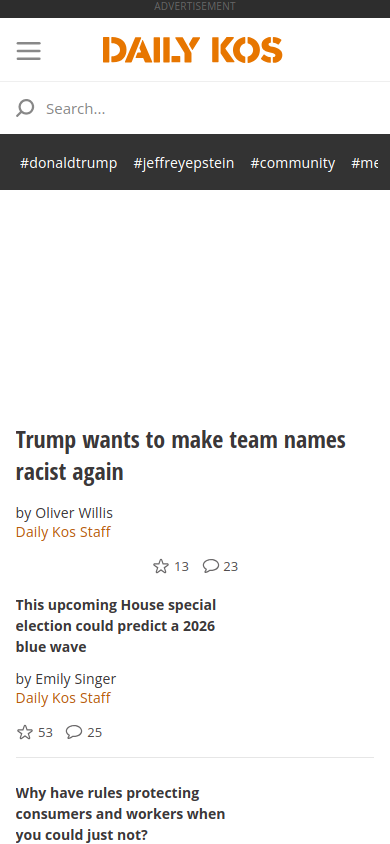 ADVERTISEMENT
DAILY KOS
Search...
#donaldtrump #jeffreyepstein #community #me
Trump wants to make team names
racist again
by Oliver Willis
Daily Kos Staff
13 23
This upcoming House special
election could predict a 2026
blue wave
by Emily Singer
Daily Kos Staff
53 25
Why have rules protecting
consumers and workers when
you could just not?